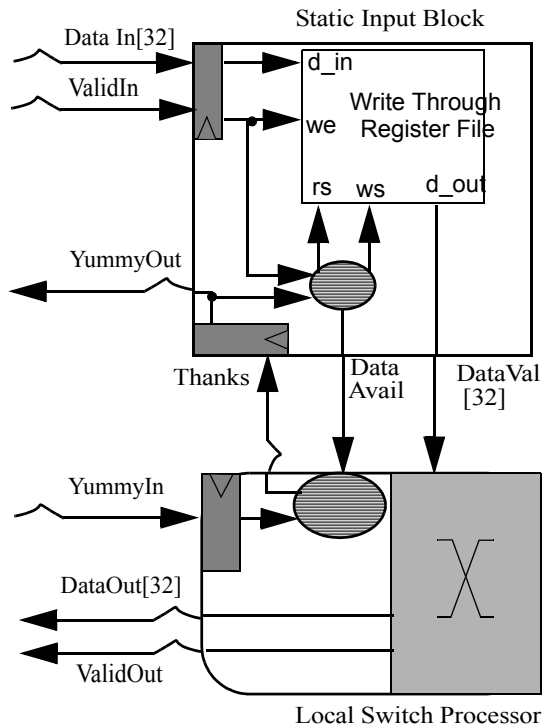 Static Input Block
Data In[32]
d_in
ValidIn
Write Through
Register File
we
rs
ws
d_out
YummyOut
Thanks
Data
Avail
DataVal
[32]
YummyIn
DataOut[32]
ValidOut
Local Switch Processor